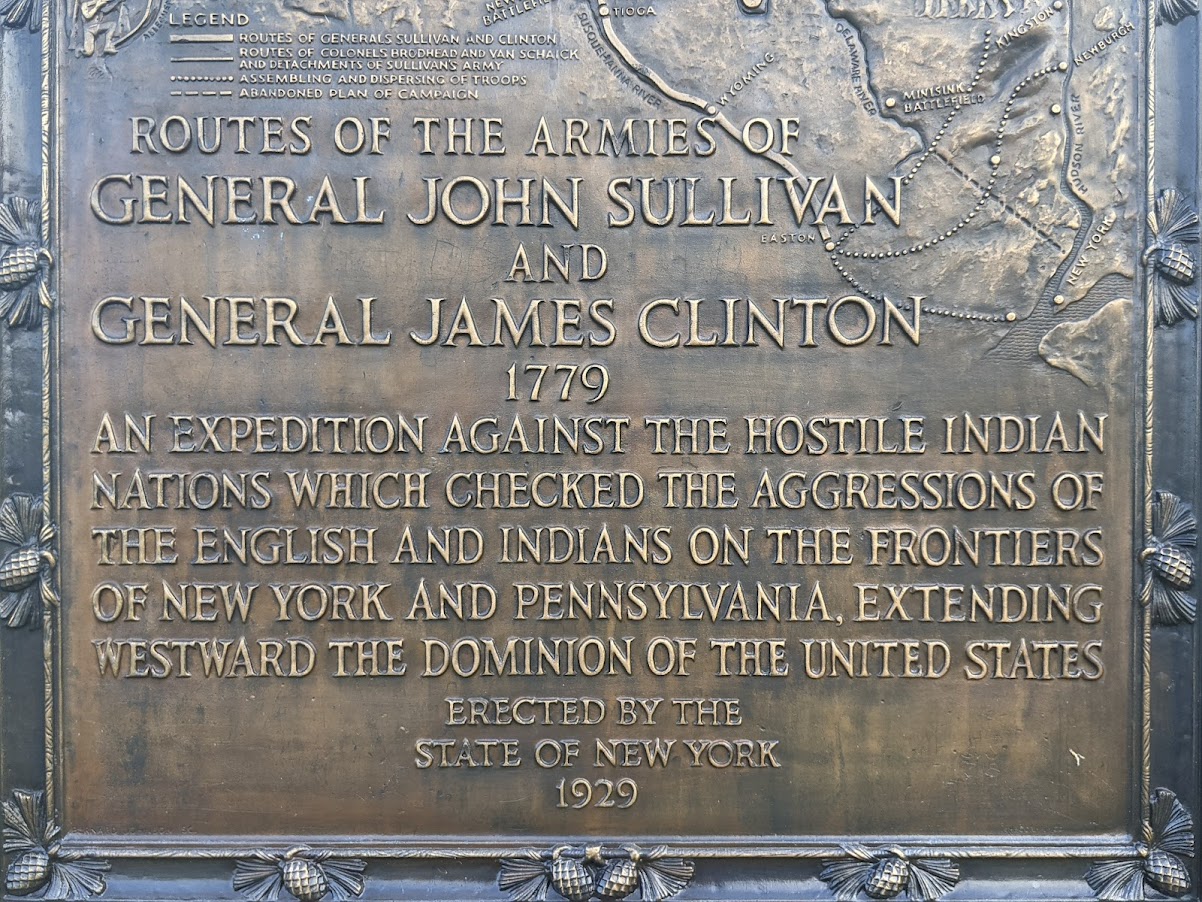 LEGEND
ROUTES OF GENERALS SULLIVAN AND CLINTON
ROUTES OF COLONELS BRODHEAD AND VAN SCHAICK
AND DETACHMENTS OF SULLIVAN'S ARMY
ASSEMBLING AND DISPERSING OF TROOPS
ABANDONED PLAN OF CAMPAIGN
BATTLEFIELD
TIOGA
SUSQUEHANNA RIVER
WYOMING
DELAWARE RIVER
MINISINK
BATTLEFIELD
KINGSTON
NEWBURGH
HUDSON RIVER
NEW YORK
EASTON
ROUTES OF THE ARMIES OF
GENERAL JOHN SULLIVAN
AND
GENERAL JAMES CLINTON
1779
AN EXPEDITION AGAINST THE HOSTILE INDIAN
NATIONS WHICH CHECKED THE AGGRESSIONS OF
THE ENGLISH AND INDIANS ON THE FRONTIERS
OF NEW YORK AND PENNSYLVANIA, EXTENDING
WESTWARD THE DOMINION OF THE UNITED STATES
ERECTED BY THE
STATE OF NEW YORK
1929